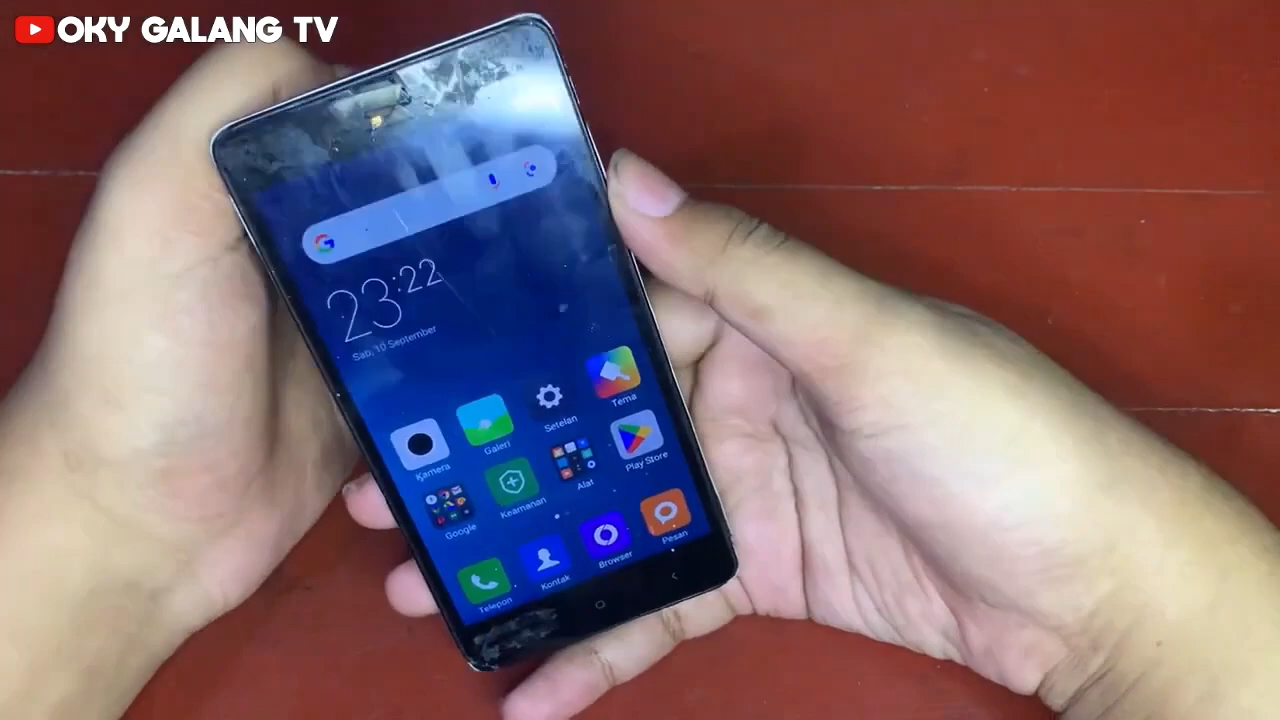 OKY GALANG TV
23:22
Sab, 10 September
Kamera
Galeri
Setelan
Tema
Google
Keamanan
Alat
Play Store
Telepon
Kontak
Browser
Pesan